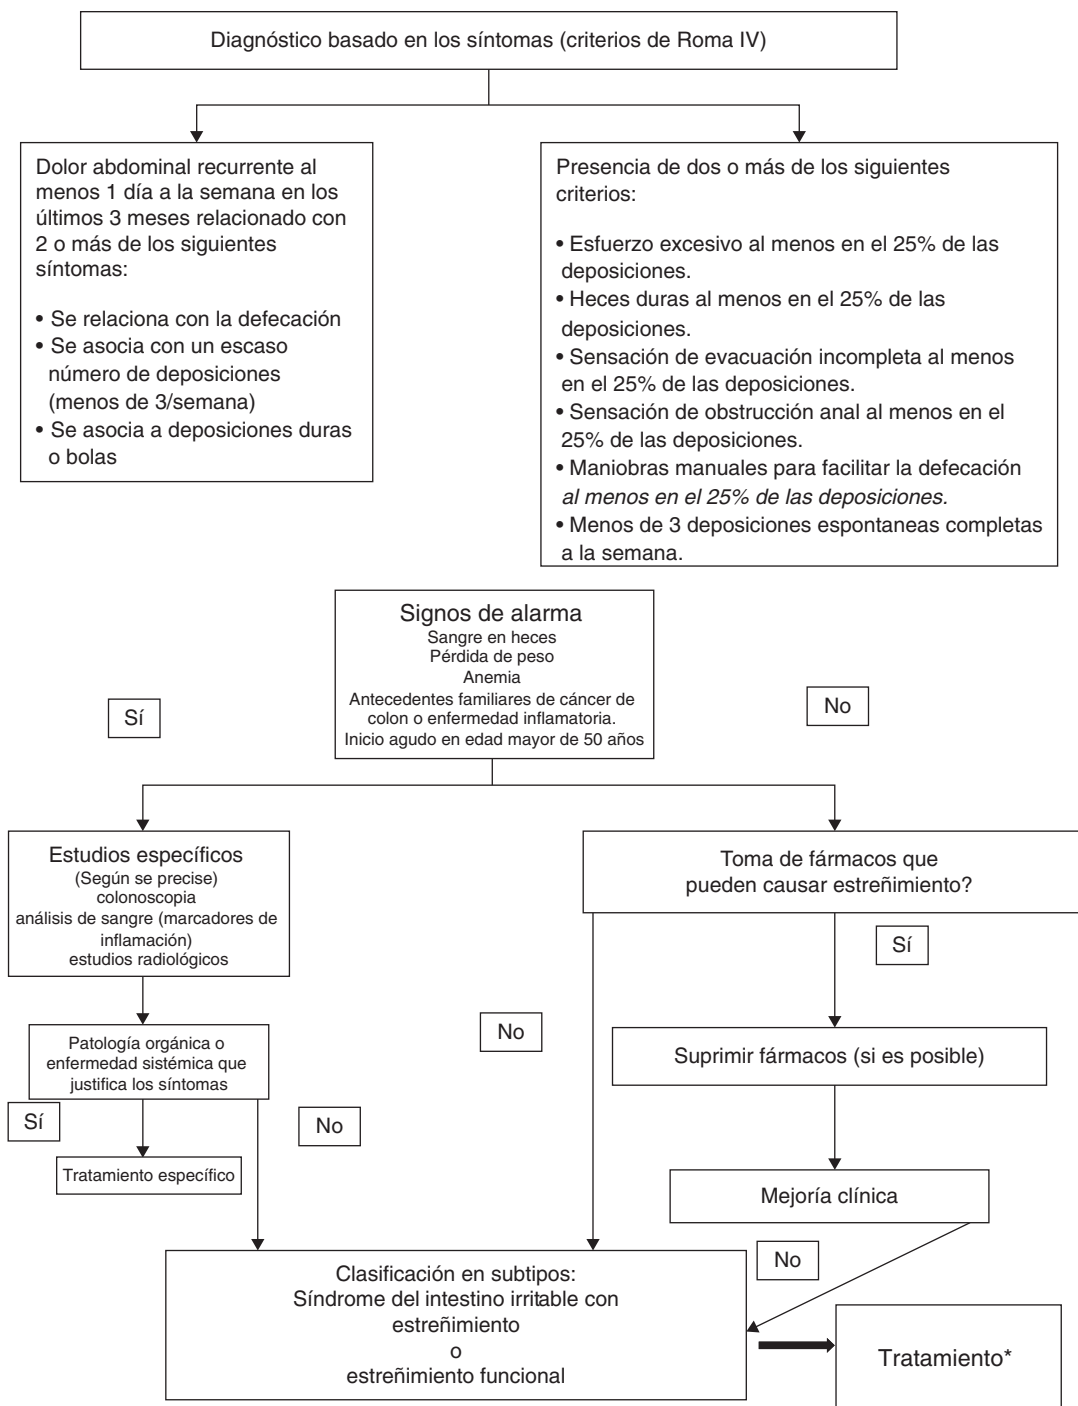 Diagnóstico basado en los síntomas (criterios de Roma IV)
Dolor abdominal recurrente al
menos 1 día a la semana en los
últimos 3 meses relacionado con
2 o más de los siguientes
síntomas:
• Se relaciona con la defecación
• Se asocia con un escaso
número de deposiciones
(menos de 3/semana)
• Se asocia a deposiciones duras
o bolas
Presencia de dos o más de los siguientes
criterios:
• Esfuerzo excesivo al menos en el 25% de las
deposiciones.
• Heces duras al menos en el 25% de las
deposiciones.
• Sensación de evacuación incompleta al menos
en el 25% de las deposiciones.
• Sensación de obstrucción anal al menos en el
25% de las deposiciones.
• Maniobras manuales para facilitar la defecación
al menos en el 25% de las deposiciones.
• Menos de 3 deposiciones espontaneas completas
a la semana.
Signos de alarma
Sangre en heces
Pérdida de peso
Anemia
Antecedentes familiares de cáncer de
colon o enfermedad inflamatoria.
Inicio agudo en edad mayor de 50 años
Sí
No
Estudios específicos
(Según se precise)
colonoscopia
análisis de sangre (marcadores de
inflamación)
estudios radiológicos
Toma de fármacos que
pueden causar estreñimiento?
Sí
No
Patología orgánica o
enfermedad sistémica que
justifica los síntomas
Suprimir fármacos (si es posible)
Sí
No
Tratamiento específico
Mejoría clínica
No
Clasificación en subtipos:
Síndrome del intestino irritable con
estreñimiento
o
estreñimiento funcional
Tratamiento*